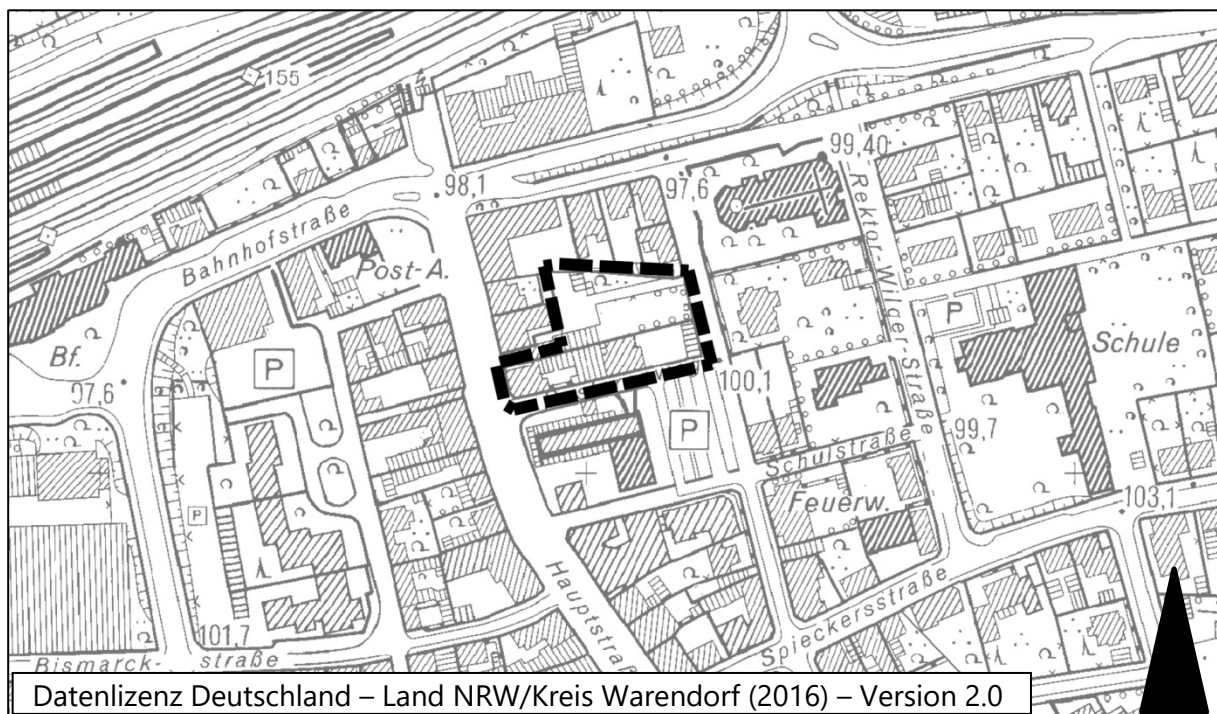 155
99,40
98,1
97,6
Rektor-Wilger-Straße
Bahnhofstraße
Post-A.
P
Schule
Bf.
P
97,6
100,1
P
99,7
Schulstraße
Feuerw.
103,1
P
Hauptstraße
Spieckersstraße
101,7
Bismarck-
straße
Datenlizenz Deutschland – Land NRW/Kreis Warendorf (2016) – Version 2.0